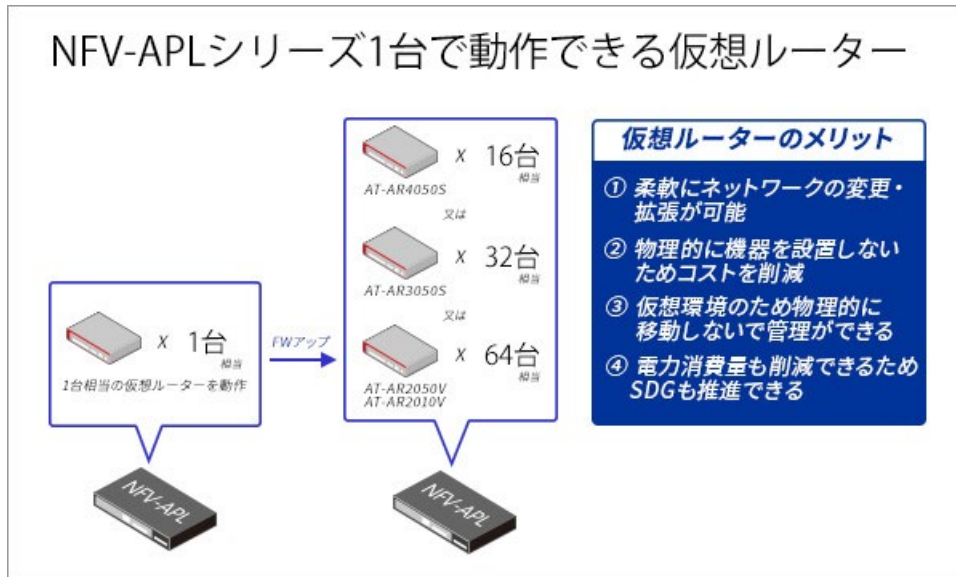 NFV-APLシリーズ1台で動作できる仮想ルーター
X 1台
相当
1台相当の仮想ルーターを動作
NFV-APL
FWアップ
X 16台
相当
AT-AR4050S
又は
X 32台
相当
AT-AR3050S
又は
X 64台
相当
AT-AR2050V
AT-AR2010V
NFV-APL
仮想ルーターのメリット
① 柔軟にネットワークの変更・
拡張が可能
② 物理的に機器を設置しない
ためコストを削減
③ 仮想環境のため物理的に
移動しないで管理ができる
④ 電力消費量も削減できるため
SDGも推進できる